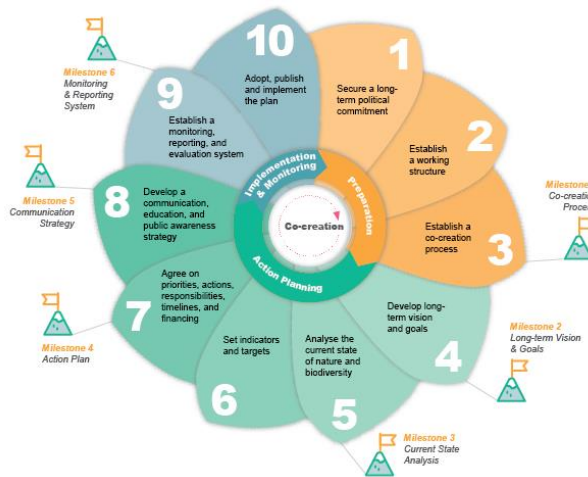 10
Adopt, publish
and implement
the plan
1
Secure a long-
term political
commitment
2
Establish
a working
structure
3
Establish a
co-creation
process
4
Develop long-
term vision
and goals
5
Analyse the
current state
of nature and
biodiversity
6
Set indicators
and targets
7
Agree on
priorities, actions,
responsibilities,
timelines, and
financing
8
Develop a
communication,
education, and
public awareness
strategy
9
Establish a
monitoring,
reporting, and
evaluation system
Implementation
& Monitoring
Preparation
Action Planning
Co-creation
Milestone
Co-creation
Milestone 2
Long-term Vision
& Goals
Milestone 3
Current State
Analysis
Milestone 4
Action Plan
Milestone 5
Communication
Strategy
Milestone 6
Monitoring
& Reporting
System